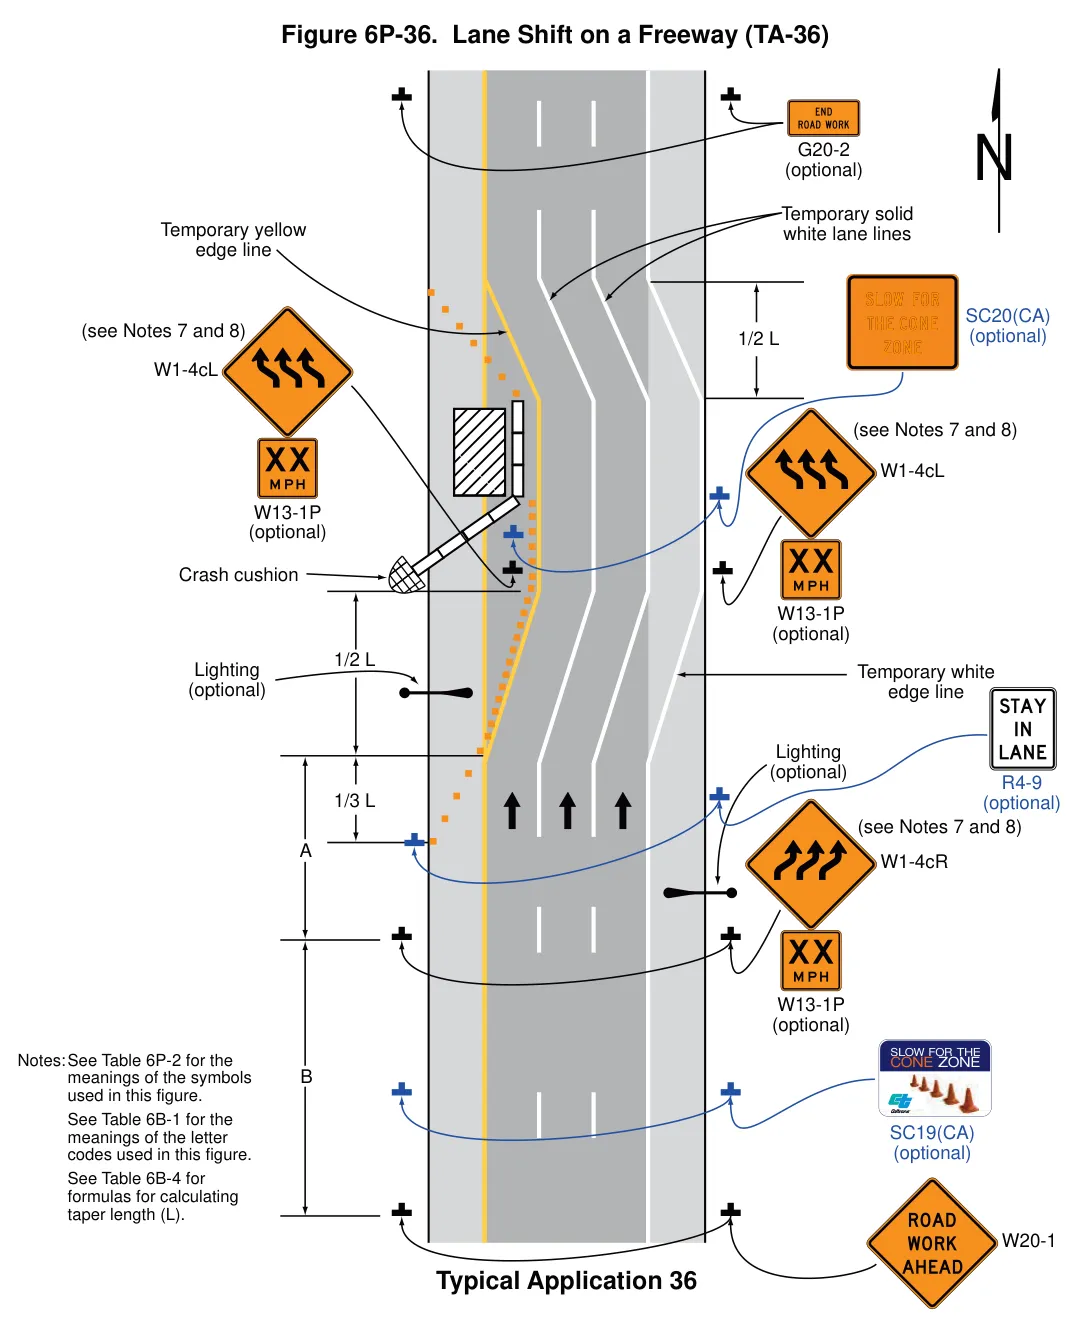 Figure 6P-36.  Lane Shift on a Freeway (TA-36)
END
ROAD WORK
G20-2
(optional)
N
Temporary yellow
edge line
Temporary solid
white lane lines
SLOW FOR
THE CONE
ZONE
SC20(CA)
(optional)
1/2 L
(see Notes 7 and 8)
W1-4cL
XX
MPH
W13-1P
(optional)
(see Notes 7 and 8)
W1-4cL
XX
MPH
W13-1P
(optional)
Crash cushion
1/2 L
Lighting
(optional)
Temporary white
edge line
STAY
IN
LANE
R4-9
(optional)
Lighting
(optional)
1/3 L
A
(see Notes 7 and 8)
W1-4cR
XX
MPH
W13-1P
(optional)
B
SLOW FOR THE
CONE ZONE
Caltrans
SC19(CA)
(optional)
Notes: See Table 6P-2 for the
meanings of the symbols
used in this figure.
See Table 6B-1 for the
meanings of the letter
codes used in this figure.
See Table 6B-4 for
formulas for calculating
taper length (L).
ROAD
WORK
AHEAD
W20-1
Typical Application 36